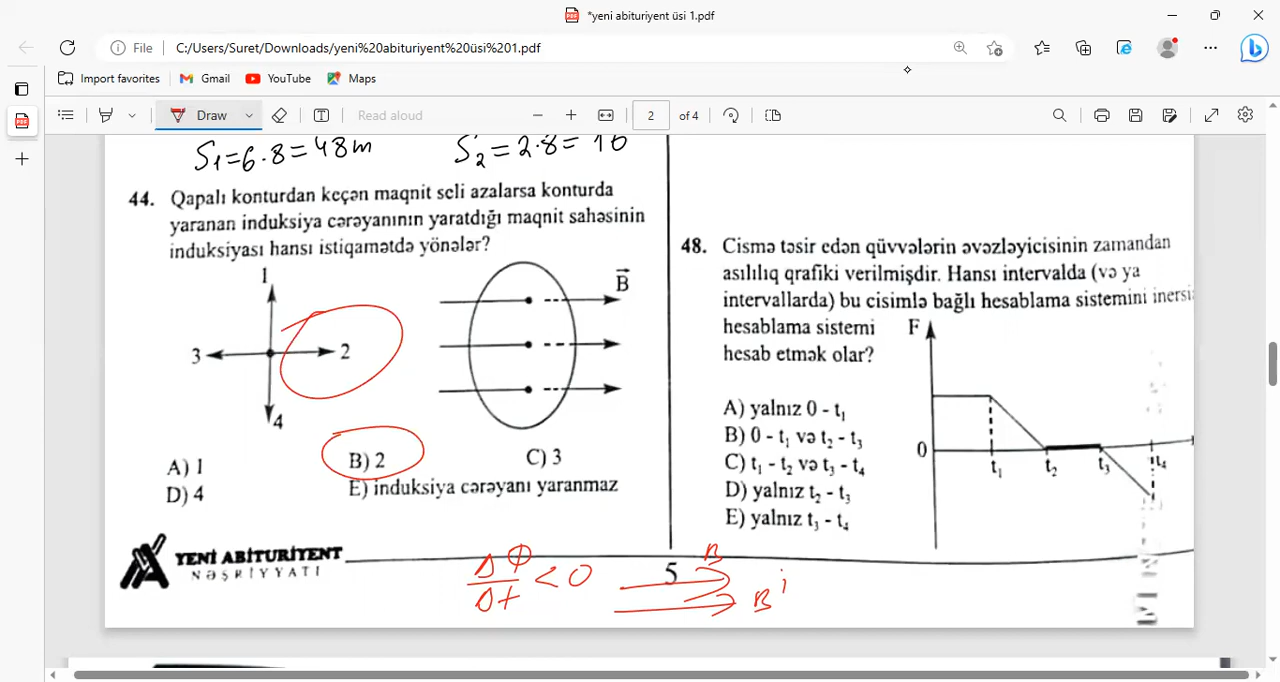 *yeni abituriyent üsi 1.pdf
File
C:/Users/Suret/Downloads/yeni%20abituriyent%20üsi%201.pdf
Import favorites
Gmail
YouTube
Maps
Draw
Read aloud
2
of 4
S₁=6·8=48m
S₂=2·8=16
44. Qapalı konturdan keçən maqnit seli azalarsa konturda
yaranan induksiya cərəyanının yaratdığı maqnit sahəsinin
induksiyası hansı istiqamətdə yönələr?
1
2
3
4
B
A) 1
B) 2
C) 3
D) 4
E) induksiya cərəyanı yaranmaz
YENİ ABİTURİYENT
NƏŞRİYYATI
ΔΦ/Δt < 0
5
B
Bⁱ
48. Cismə təsir edən qüvvələrin əvəzləyicisinin zamandan
asılılıq qrafiki verilmişdir. Hansı intervalda (və ya
intervallarda) bu cisimlə bağlı hesablama sistemini inersi
hesablama sistemi
hesab etmək olar?
F
0
t₁
t₂
t₃
t₄
A) yalnız 0 - t₁
B) 0 - t₁ və t₂ - t₃
C) t₁ - t₂ və t₃ - t₄
D) yalnız t₂ - t₃
E) yalnız t₃ - t₄